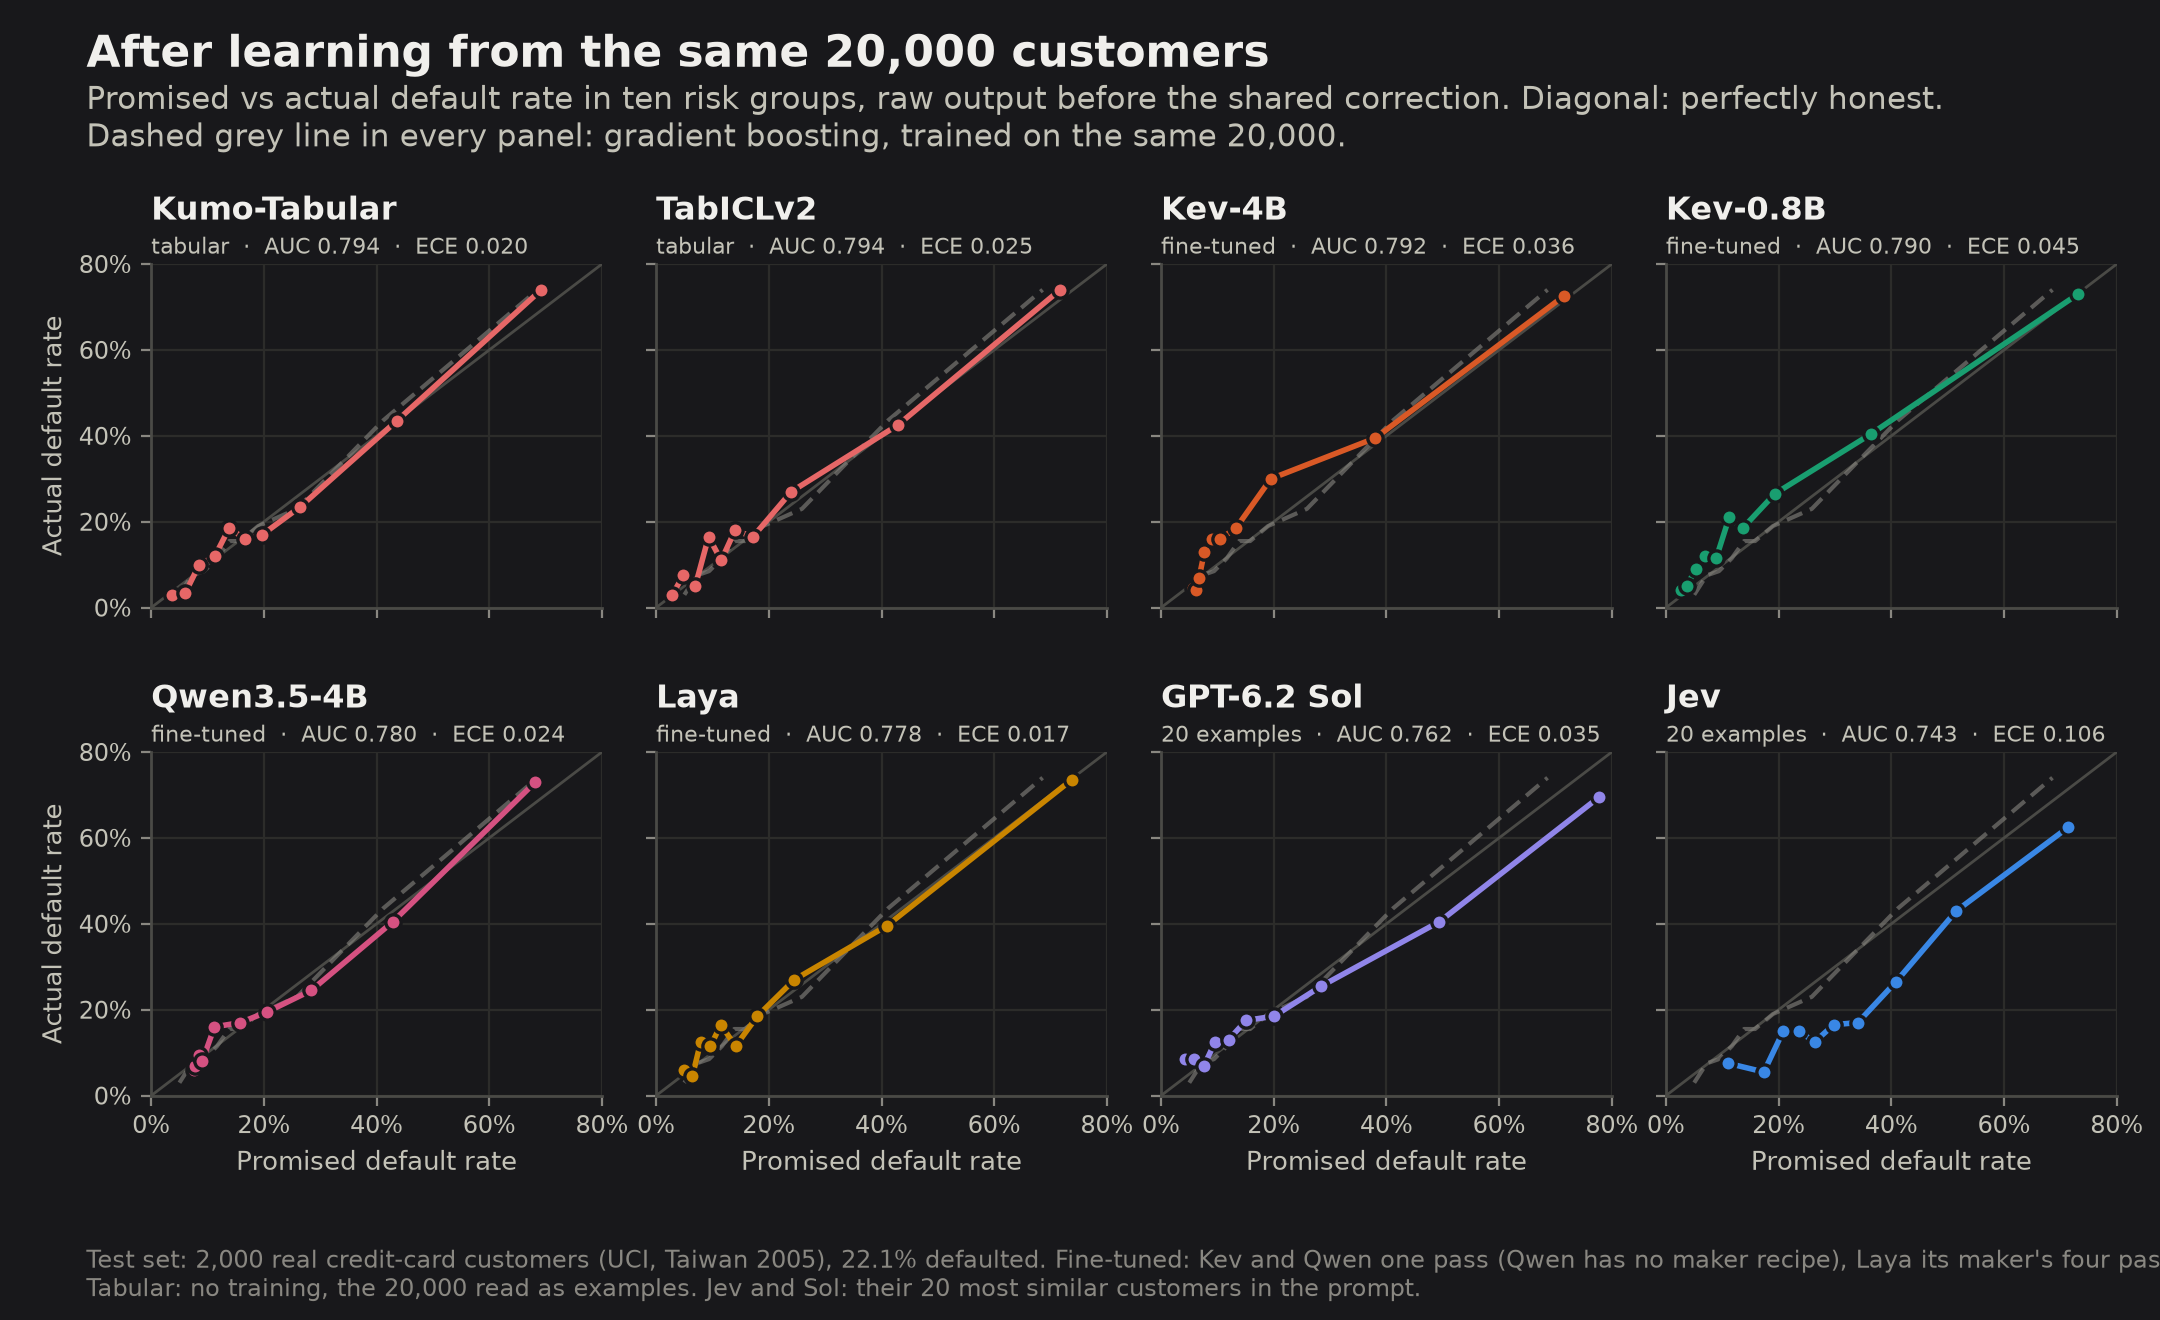 After learning from the same 20,000 customers
Promised vs actual default rate in ten risk groups, raw output before the shared correction. Diagonal: perfectly honest.
Dashed grey line in every panel: gradient boosting, trained on the same 20,000.
Kumo-Tabular
tabular · AUC 0.794 · ECE 0.020
TabICLv2
tabular · AUC 0.794 · ECE 0.025
Kev-4B
fine-tuned · AUC 0.792 · ECE 0.036
Kev-0.8B
fine-tuned · AUC 0.790 · ECE 0.045
80%
60%
40%
20%
0%
Actual default rate
Qwen3.5-4B
fine-tuned · AUC 0.780 · ECE 0.024
Laya
fine-tuned · AUC 0.778 · ECE 0.017
GPT-6.2 Sol
20 examples · AUC 0.762 · ECE 0.035
Jev
20 examples · AUC 0.743 · ECE 0.106
80%
60%
40%
20%
0%
Actual default rate
0% 20% 40% 60% 80%
0% 20% 40% 60% 80%
0% 20% 40% 60% 80%
0% 20% 40% 60% 80%
Promised default rate
Promised default rate
Promised default rate
Promised default rate
Test set: 2,000 real credit-card customers (UCI, Taiwan 2005), 22.1% defaulted. Fine-tuned: Kev and Qwen one pass (Qwen has no maker recipe), Laya its maker's four pas
Tabular: no training, the 20,000 read as examples. Jev and Sol: their 20 most similar customers in the prompt.